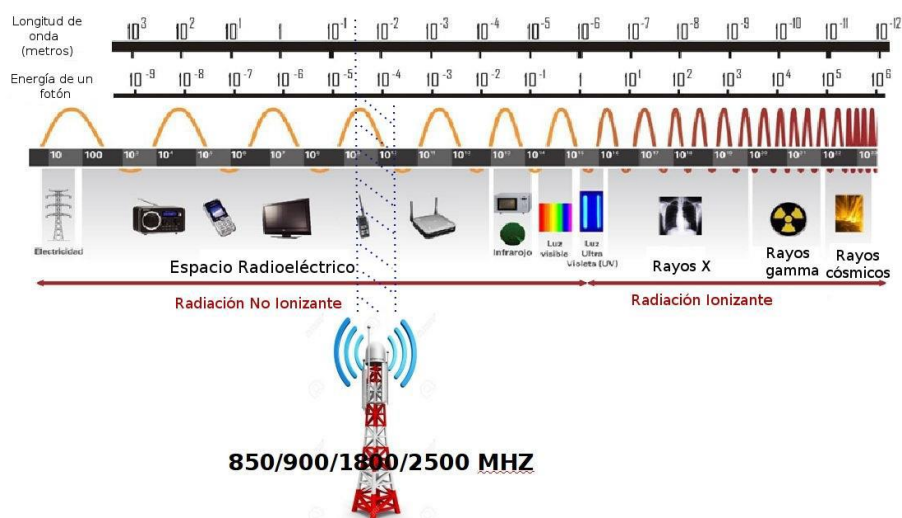 Longitud de
onda
(metros)
10³ 10² 10¹ 1 10⁻¹ 10⁻² 10⁻³ 10⁻⁴ 10⁻⁵ 10⁻⁶ 10⁻⁷ 10⁻⁸ 10⁻⁹ 10⁻¹⁰ 10⁻¹¹ 10⁻¹²
Energía de un
fotón
10⁻⁹ 10⁻⁸ 10⁻⁷ 10⁻⁶ 10⁻⁵ 10⁻⁴ 10⁻³ 10⁻² 10⁻¹ 1 10¹ 10² 10³ 10⁴ 10⁵ 10⁶
10 100
Electricidad
Infrarojo
Luz
visible
Luz
Ultra
Violeta (UV)
Rayos X
Rayos
gamma
Rayos
cósmicos
Espacio Radioeléctrico
Radiación No Ionizante
Radiación Ionizante
850/900/1800/2500 MHZ